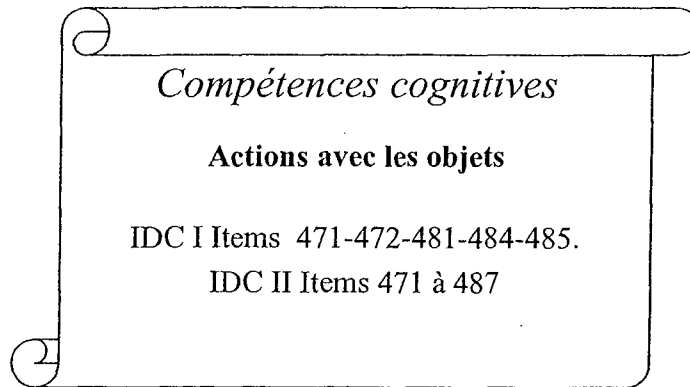 Compétences cognitives
Actions avec les objets
IDC I Items 471-472-481-484-485.
IDC II Items 471 à 487